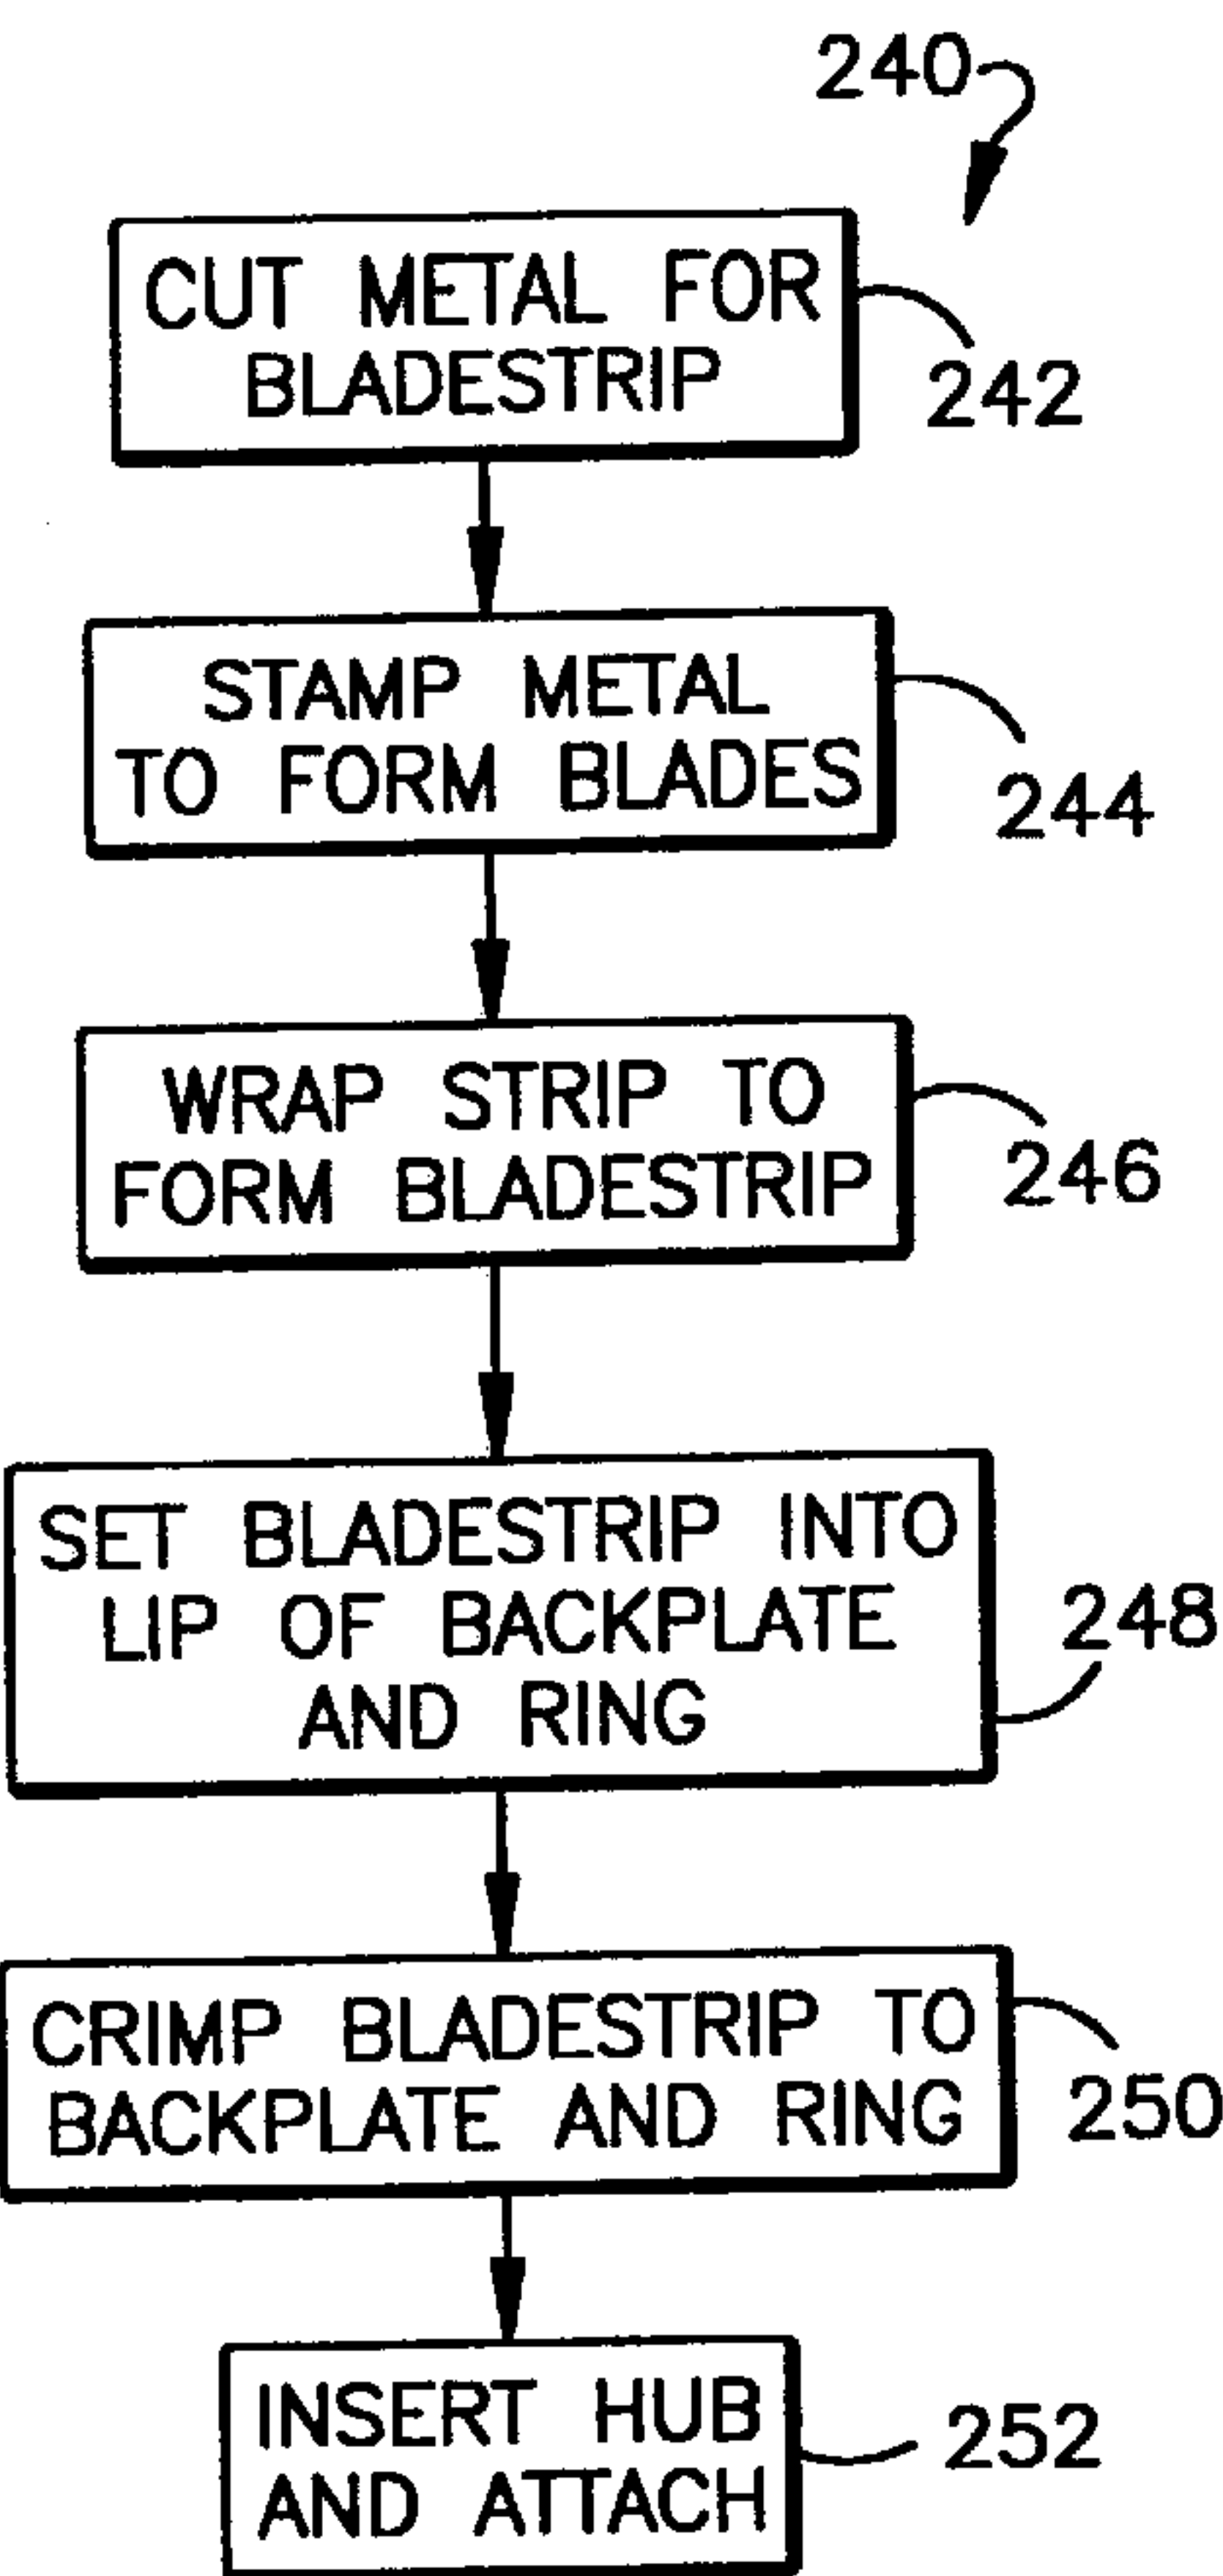 240
CUT METAL FOR
BLADESTRIP
242
STAMP METAL
TO FORM BLADES
244
WRAP STRIP TO
FORM BLADESTRIP
246
SET BLADESTRIP INTO
LIP OF BACKPLATE
AND RING
248
CRIMP BLADESTRIP TO
BACKPLATE AND RING
250
INSERT HUB
AND ATTACH
252